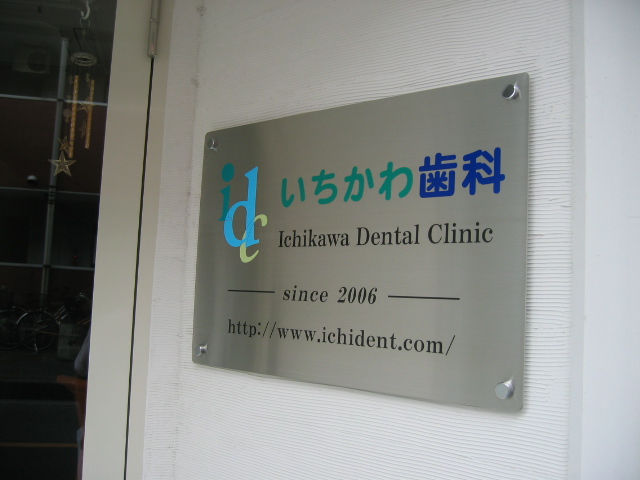 idc
いちかわ歯科
Ichikawa Dental Clinic
since 2006
http://www.ichident.com/